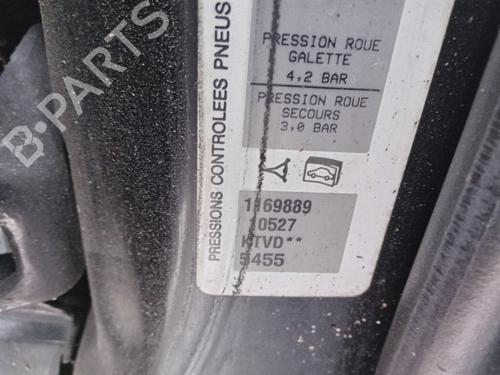 PRESSIONS CONTROLEES PNEUS
PRESSION ROUE
GALETTE
4,2 BAR
PRESSION ROUE
SECOURS
3,0 BAR
1169889
10527
KTVD**
5455
B-PARTS